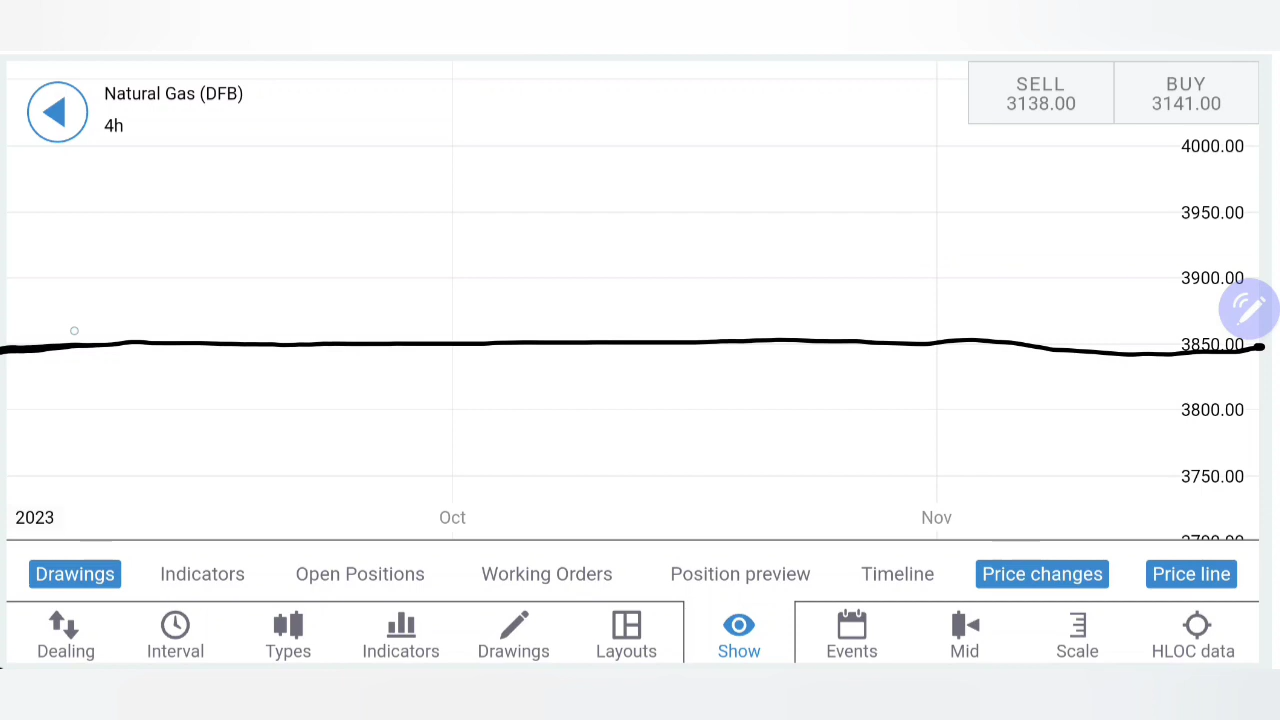 Natural Gas (DFB)
4h
SELL
3138.00
BUY
3141.00
4000.00
3950.00
3900.00
3850.00
3800.00
3750.00
2023 Oct Nov
Drawings Indicators Open Positions Working Orders Position preview Timeline Price changes Price line
Dealing Interval Types Indicators Drawings Layouts Show Events Mid Scale HLOC data